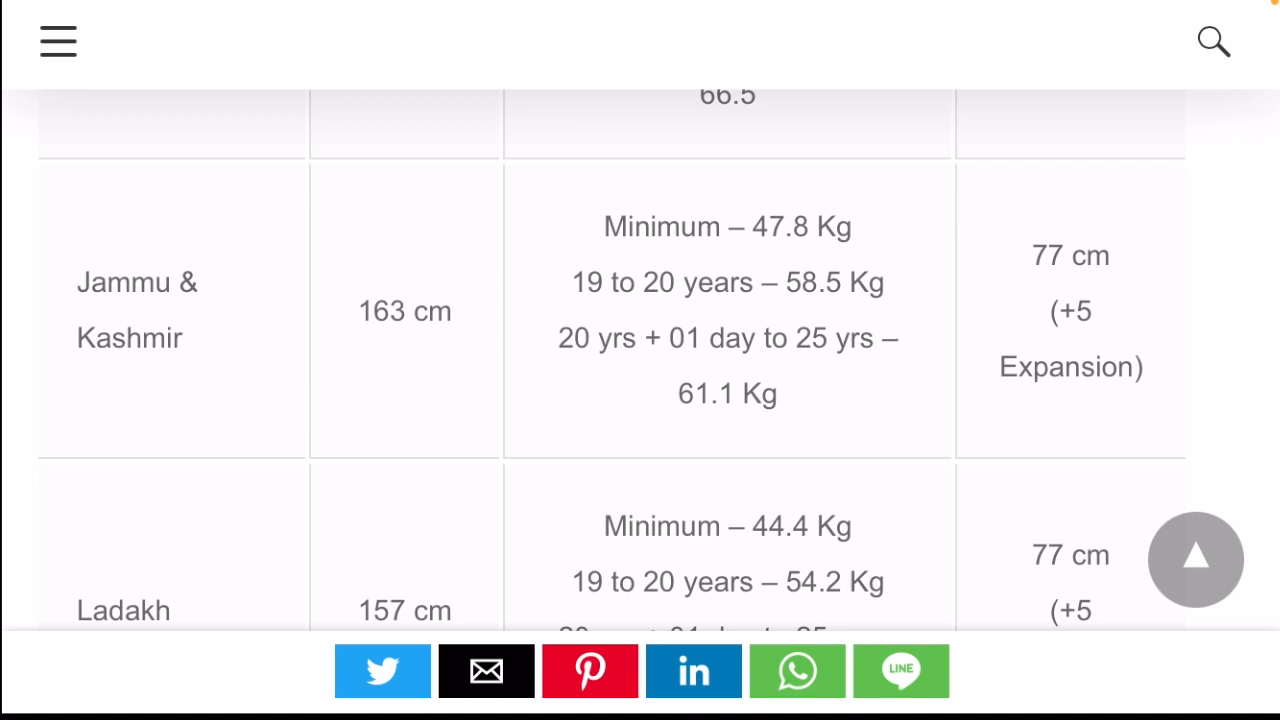 66.5
Jammu &
Kashmir
163 cm
Minimum – 47.8 Kg
19 to 20 years – 58.5 Kg
20 yrs + 01 day to 25 yrs –
61.1 Kg
77 cm
(+5
Expansion)
Ladakh
157 cm
Minimum – 44.4 Kg
19 to 20 years – 54.2 Kg
77 cm
(+5
in
LINE